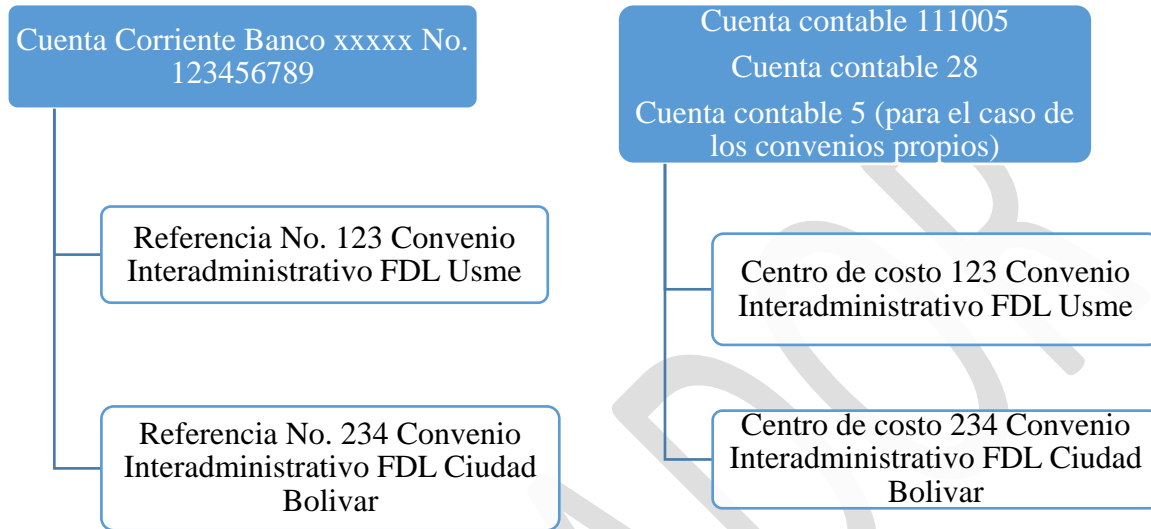 Cuenta Corriente Banco xxxxx No.
123456789
Referencia No. 123 Convenio
Interadministrativo FDL Usme
Referencia No. 234 Convenio
Interadministrativo FDL Ciudad
Bolivar
Cuenta contable 111005
Cuenta contable 28
Cuenta contable 5 (para el caso de
los convenios propios)
Centro de costo 123 Convenio
Interadministrativo FDL Usme
Centro de costo 234 Convenio
Interadministrativo FDL Ciudad
Bolivar